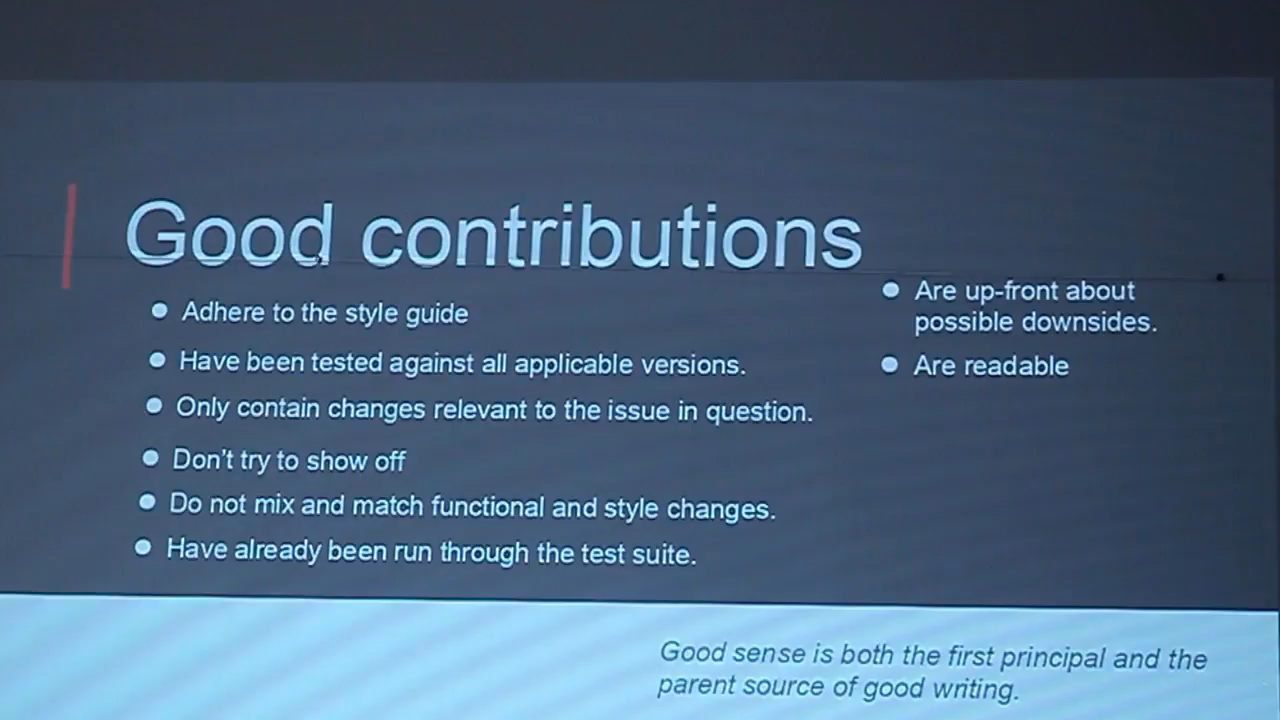 Good contributions
Adhere to the style guide
Have been tested against all applicable versions.
Only contain changes relevant to the issue in question.
Don't try to show off
Do not mix and match functional and style changes.
Have already been run through the test suite.
Are up-front about
possible downsides.
Are readable
Good sense is both the first principal and the
parent source of good writing.